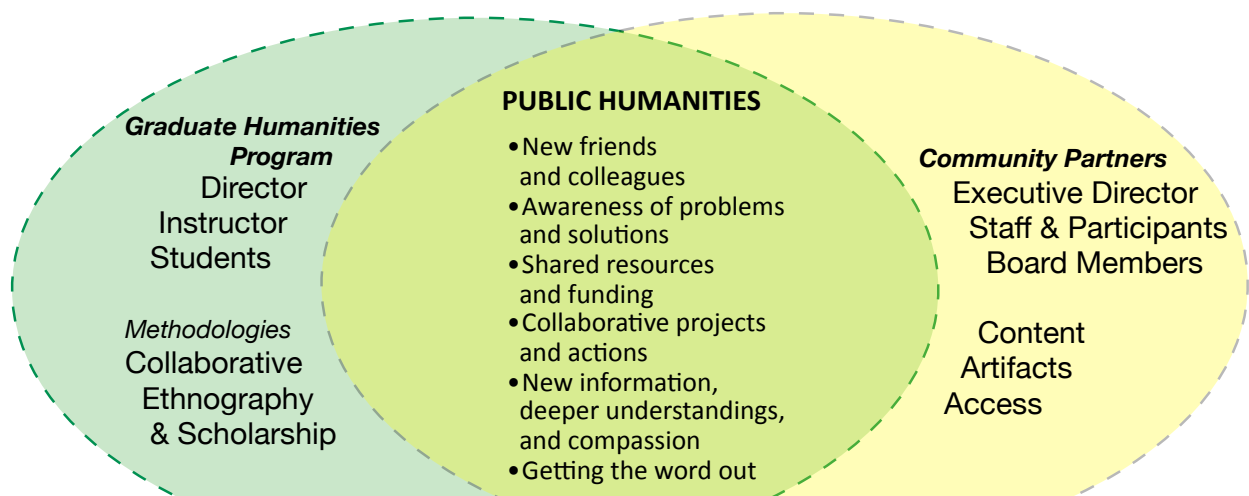 Graduate Humanities
Program
Director
Instructor
Students
Methodologies
Collaborative
Ethnography
& Scholarship
PUBLIC HUMANITIES
•New friends
and colleagues
•Awareness of problems
and solutions
•Shared resources
and funding
•Collaborative projects
and actions
•New information,
deeper understandings,
and compassion
•Getting the word out
Community Partners
Executive Director
Staff & Participants
Board Members
Content
Artifacts
Access